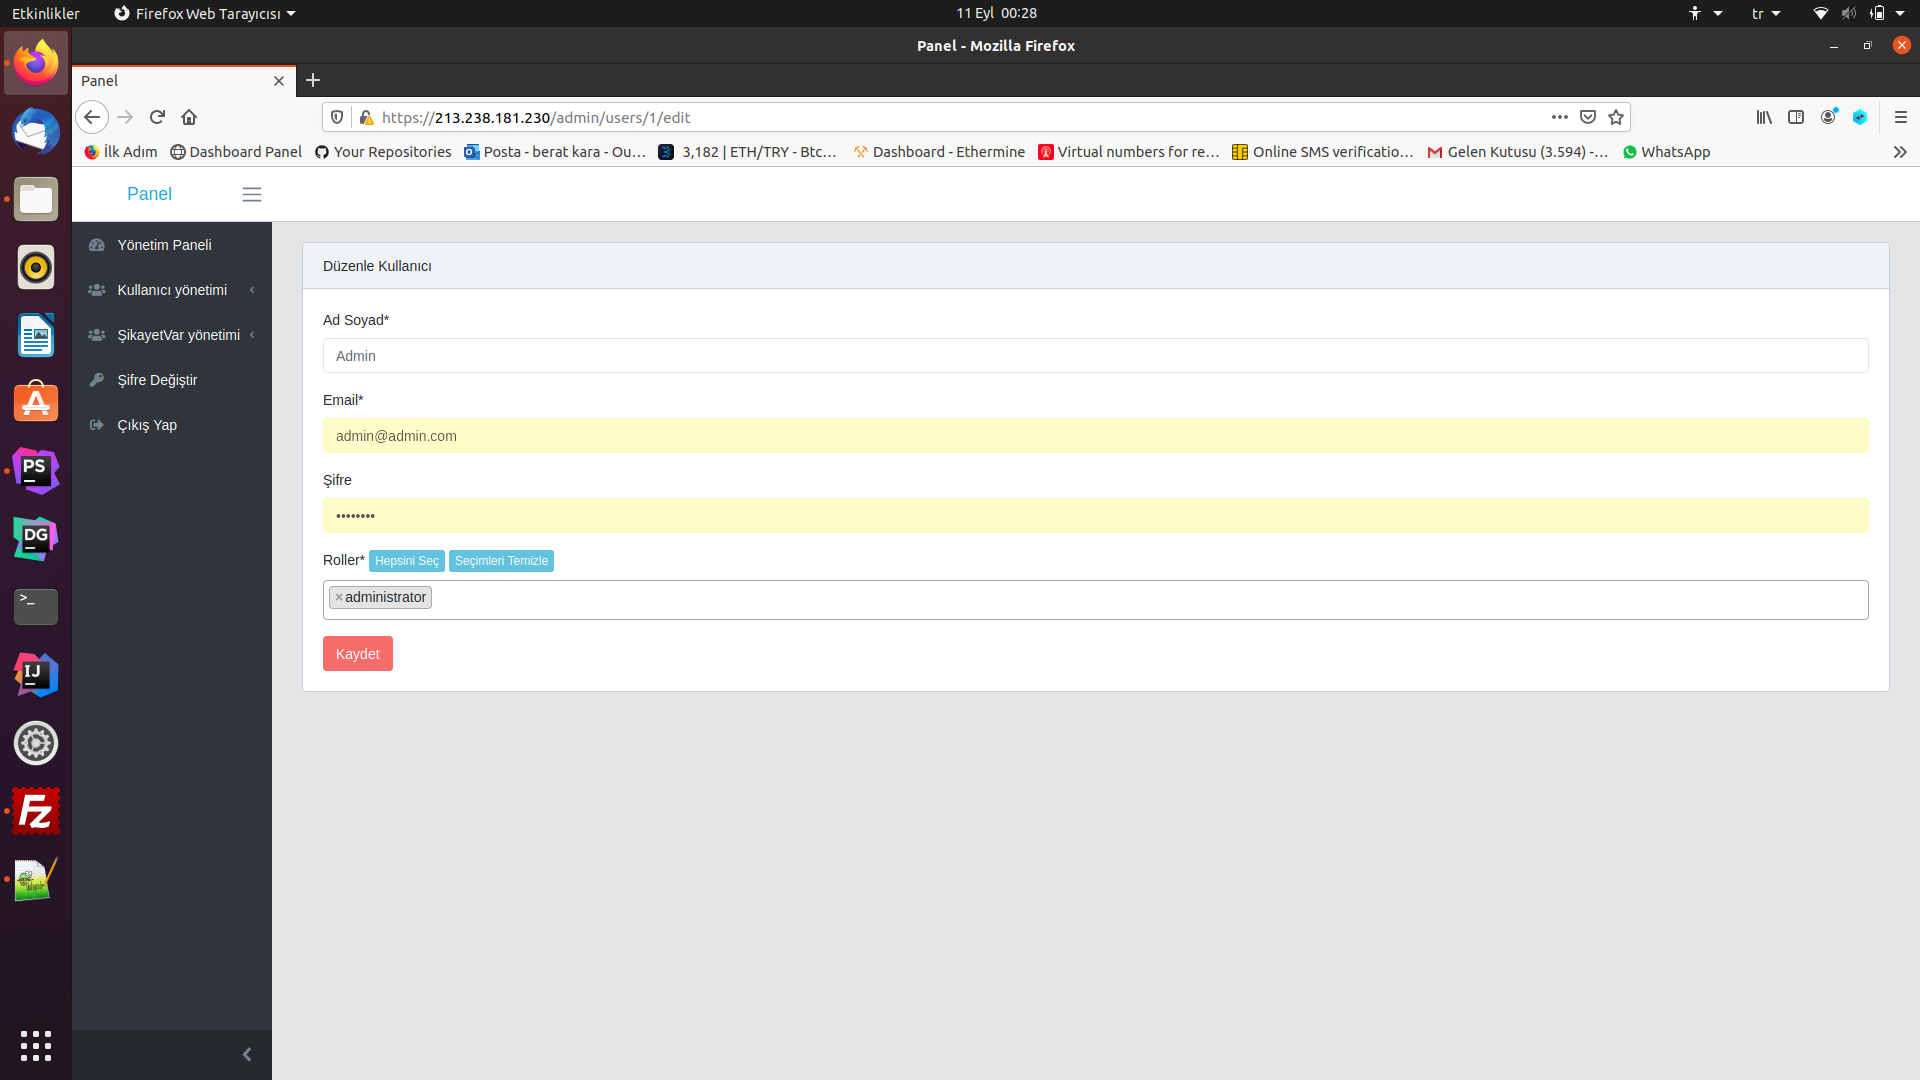 Etkinlikler
Firefox Web Tarayıcısı
11 Eyl 00:28
tr
Panel - Mozilla Firefox
Panel
https://213.238.181.230/admin/users/1/edit
İlk Adım
Dashboard Panel
Your Repositories
Posta - berat kara - Ou…
3,182 | ETH/TRY - Btc…
Dashboard - Ethermine
Virtual numbers for re…
Online SMS verificatio…
Gelen Kutusu (3.594) -…
WhatsApp
Panel
Yönetim Paneli
Kullanıcı yönetimi
ŞikayetVar yönetimi
Şifre Değiştir
Çıkış Yap
Düzenle Kullanıcı
Ad Soyad*
Admin
Email*
admin@admin.com
Şifre
••••••••
Roller* Hepsini Seç Seçimleri Temizle
×administrator
Kaydet
PS
DG
>_
IJ
Fz